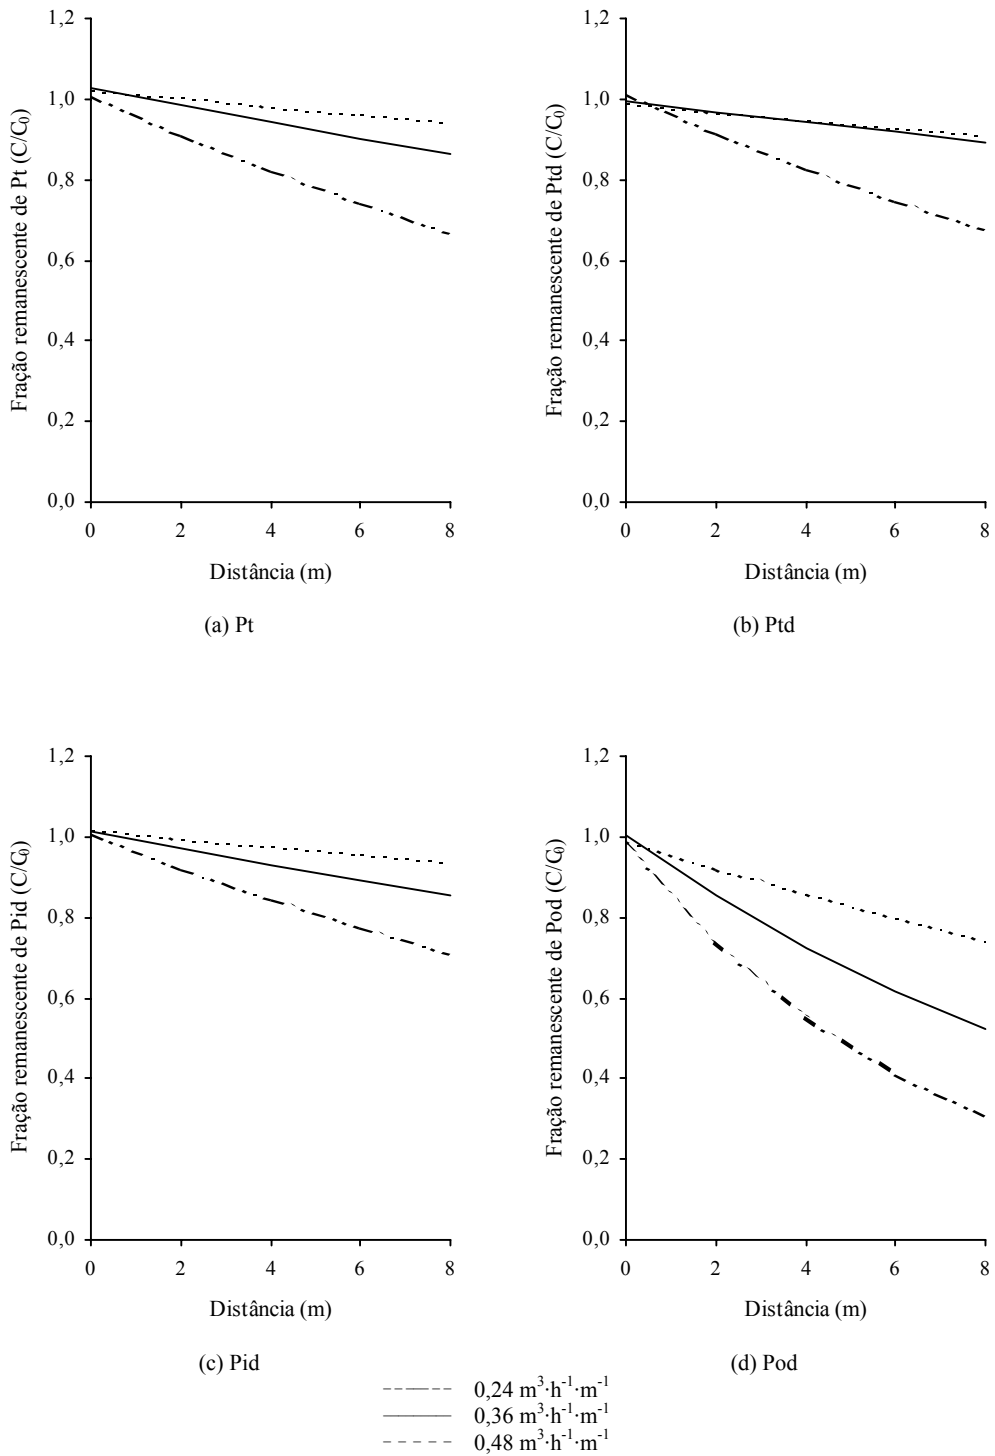 1,2
1,0
0,8
0,6
0,4
0,2
0,0
Fração remanescente de Pt (C/C₀)
0 2 4 6 8
Distância (m)
(a) Pt
1,2
1,0
0,8
0,6
0,4
0,2
0,0
Fração remanescente de Ptd (C/C₀)
0 2 4 6 8
Distância (m)
(b) Ptd
1,2
1,0
0,8
0,6
0,4
0,2
0,0
Fração remanescente de Pid (C/C₀)
0 2 4 6 8
Distância (m)
(c) Pid
1,2
1,0
0,8
0,6
0,4
0,2
0,0
Fração remanescente de Pod (C/C₀)
0 2 4 6 8
Distância (m)
(d) Pod
0,24 m³·h⁻¹·m⁻¹
0,36 m³·h⁻¹·m⁻¹
0,48 m³·h⁻¹·m⁻¹